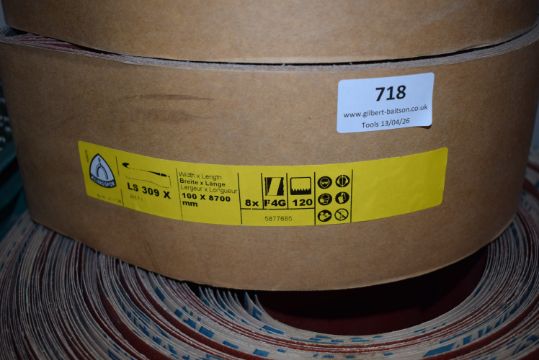 718
www.gilbert-baitson.co.uk
Tools 13/04/26
LS 309 X
Width x Length
Breite x Länge
Largeur x Longueur
100 X 8700
mm
8x F4G 120
5877885